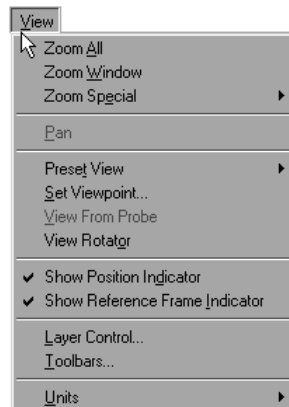 View
Zoom All
Zoom Window
Zoom Special
Pan
Preset View
Set Viewpoint...
View From Probe
View Rotator
Show Position Indicator
Show Reference Frame Indicator
Layer Control...
Toolbars...
Units